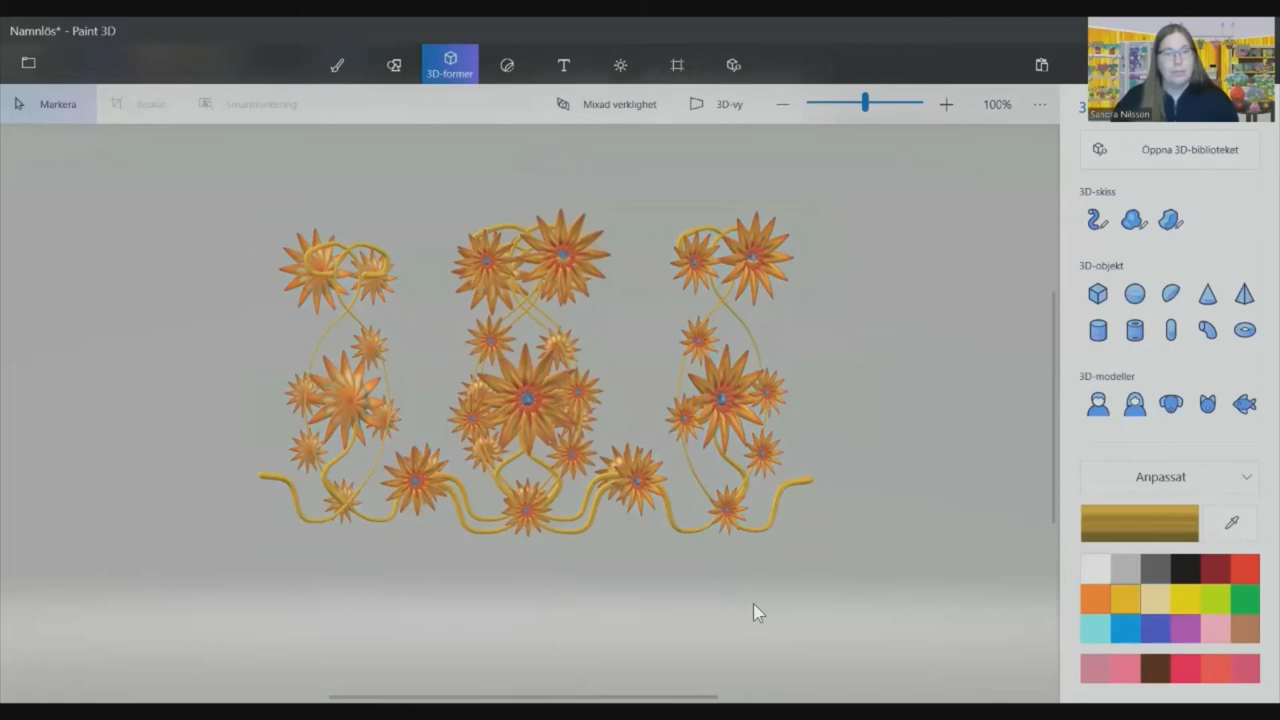 Namnlös* - Paint 3D
3D-former
Markera
Beskär
Smartmarkering
Mixad verklighet
3D-vy
100%
Sandra Nilsson
3
Öppna 3D-biblioteket
3D-skiss
3D-objekt
3D-modeller
Anpassat